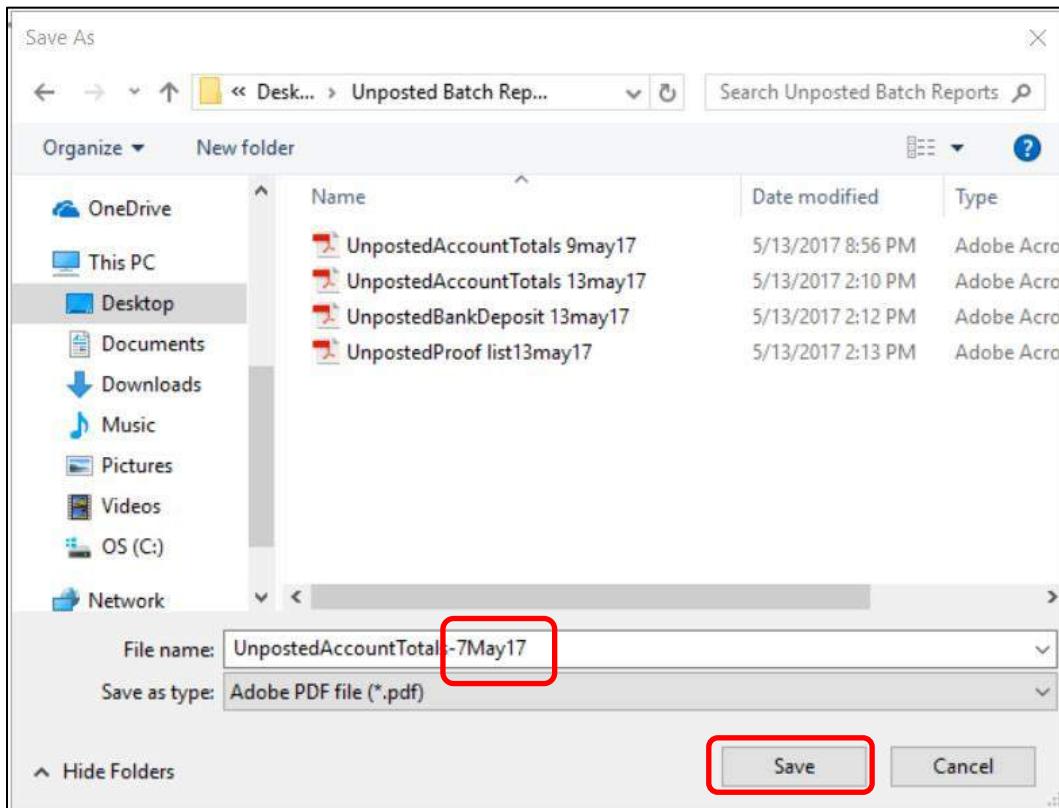 Save As
« Desk... › Unposted Batch Rep...
Search Unposted Batch Reports
Organize
New folder
?
Name
Date modified
Type
OneDrive
This PC
Desktop
Documents
Downloads
Music
Pictures
Videos
OS (C:)
Network
UnpostedAccountTotals 9may17 5/13/2017 8:56 PM Adobe Acro
UnpostedAccountTotals 13may17 5/13/2017 2:10 PM Adobe Acro
UnpostedBankDeposit 13may17 5/13/2017 2:12 PM Adobe Acro
UnpostedProof list13may17 5/13/2017 2:13 PM Adobe Acro
File name: UnpostedAccountTotals-7May17
Save as type: Adobe PDF file (*.pdf)
Hide Folders
Save
Cancel